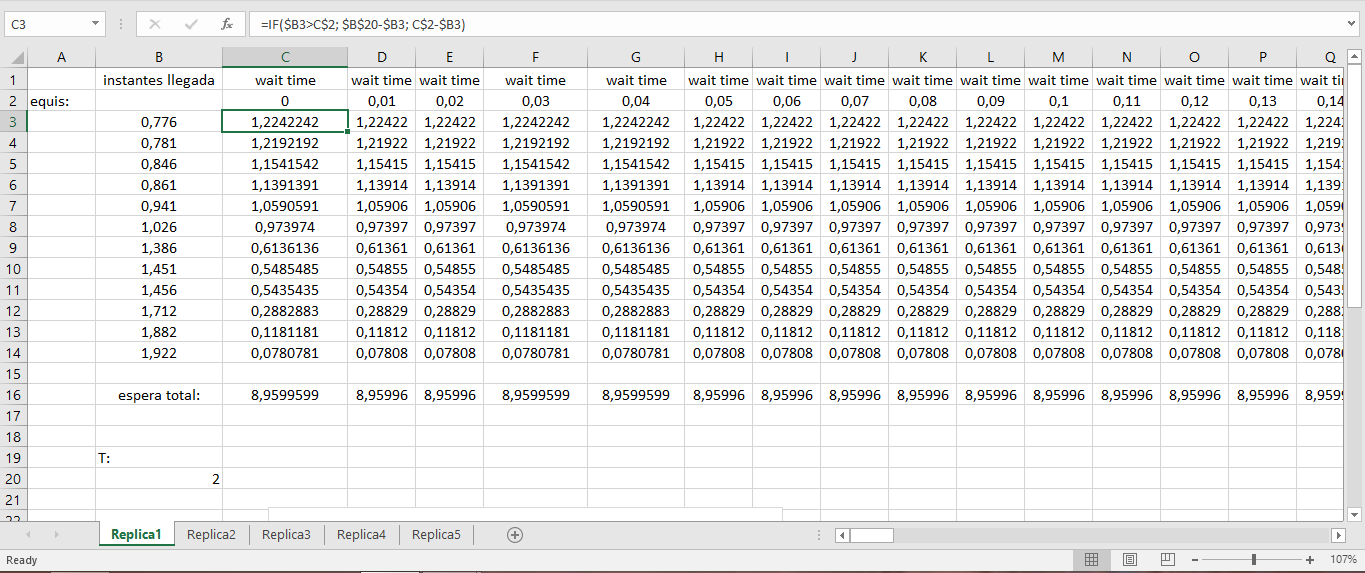 C3 fx =IF($B3>C$2; $B$20-$B3; C$2-$B3)
A B C D E F G H I J K L M N O P Q
1 instantes llegada wait time wait time wait time wait time wait time wait time wait time wait time wait time wait time wait time wait time wait time wait time wait ti
2 equis: 0 0,01 0,02 0,03 0,04 0,05 0,06 0,07 0,08 0,09 0,1 0,11 0,12 0,13 0,14
3 0,776 1,2242242 1,22422 1,22422 1,2242242 1,2242242 1,22422 1,22422 1,22422 1,22422 1,22422 1,22422 1,22422 1,22422 1,22422 1,224
4 0,781 1,2192192 1,21922 1,21922 1,2192192 1,2192192 1,21922 1,21922 1,21922 1,21922 1,21922 1,21922 1,21922 1,21922 1,21922 1,219
5 0,846 1,1541542 1,15415 1,15415 1,1541542 1,1541542 1,15415 1,15415 1,15415 1,15415 1,15415 1,15415 1,15415 1,15415 1,15415 1,154
6 0,861 1,1391391 1,13914 1,13914 1,1391391 1,1391391 1,13914 1,13914 1,13914 1,13914 1,13914 1,13914 1,13914 1,13914 1,13914 1,139
7 0,941 1,0590591 1,05906 1,05906 1,0590591 1,0590591 1,05906 1,05906 1,05906 1,05906 1,05906 1,05906 1,05906 1,05906 1,05906 1,059
8 1,026 0,973974 0,97397 0,97397 0,973974 0,973974 0,97397 0,97397 0,97397 0,97397 0,97397 0,97397 0,97397 0,97397 0,97397 0,973
9 1,386 0,6136136 0,61361 0,61361 0,6136136 0,6136136 0,61361 0,61361 0,61361 0,61361 0,61361 0,61361 0,61361 0,61361 0,61361 0,613
10 1,451 0,5485485 0,54855 0,54855 0,5485485 0,5485485 0,54855 0,54855 0,54855 0,54855 0,54855 0,54855 0,54855 0,54855 0,54855 0,548
11 1,456 0,5435435 0,54354 0,54354 0,5435435 0,5435435 0,54354 0,54354 0,54354 0,54354 0,54354 0,54354 0,54354 0,54354 0,54354 0,543
12 1,712 0,2882883 0,28829 0,28829 0,2882883 0,2882883 0,28829 0,28829 0,28829 0,28829 0,28829 0,28829 0,28829 0,28829 0,28829 0,288
13 1,882 0,1181181 0,11812 0,11812 0,1181181 0,1181181 0,11812 0,11812 0,11812 0,11812 0,11812 0,11812 0,11812 0,11812 0,11812 0,118
14 1,922 0,0780781 0,07808 0,07808 0,0780781 0,0780781 0,07808 0,07808 0,07808 0,07808 0,07808 0,07808 0,07808 0,07808 0,07808 0,078
15
16 espera total: 8,9599599 8,95996 8,95996 8,9599599 8,9599599 8,95996 8,95996 8,95996 8,95996 8,95996 8,95996 8,95996 8,95996 8,95996 8,959
17
18
19 T:
20 2
21
22
Replica1 Replica2 Replica3 Replica4 Replica5
Ready 107%